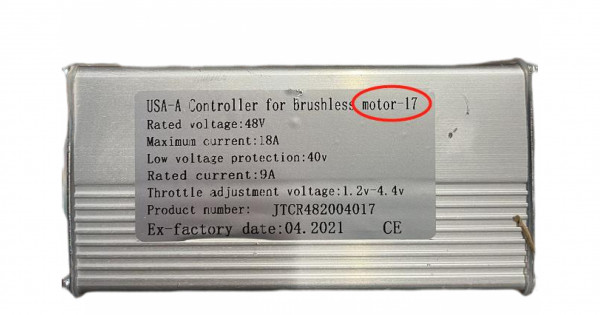 USA-A Controller for Brushless motor-17
Rated voltage:48V
Maximum current:18A
Low voltage protection:40v
Rated current:9A
Throttle adjustment voltage:1.2v-4.4v
Product number: JTCR482004017
Ex-factory date:04.2021 CE